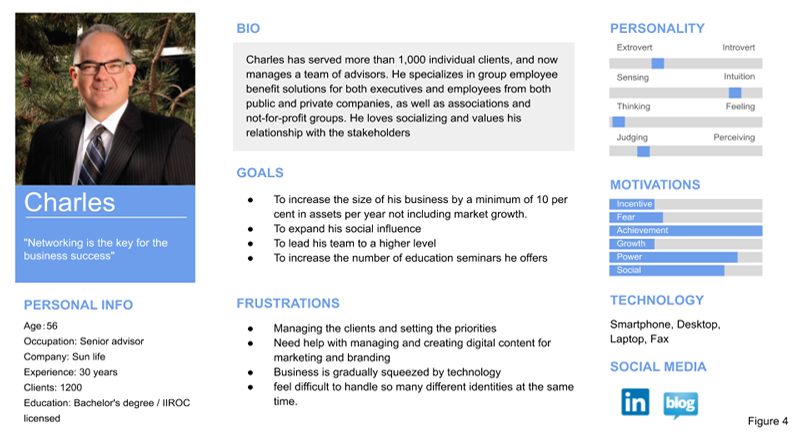 Charles
"Networking is the key for the
business success"
PERSONAL INFO
Age:56
Occupation: Senior advisor
Company: Sun life
Experience: 30 years
Clients: 1200
Education: Bachelor's degree / IIROC
licensed
BIO
Charles has served more than 1,000 individual clients, and now
manages a team of advisors. He specializes in group employee
benefit solutions for both executives and employees from both
public and private companies, as well as associations and
not-for-profit groups. He loves socializing and values his
relationship with the stakeholders
GOALS
● To increase the size of his business by a minimum of 10 per
cent in assets per year not including market growth.
● To expand his social influence
● To lead his team to a higher level
● To increase the number of education seminars he offers
FRUSTRATIONS
● Managing the clients and setting the priorities
● Need help with managing and creating digital content for
marketing and branding
● Business is gradually squeezed by technology
● feel difficult to handle so many different identities at the same
time.
PERSONALITY
Extrovert Introvert
Sensing Intuition
Thinking Feeling
Judging Perceiving
MOTIVATIONS
Incentive
Fear
Achievement
Growth
Power
Social
TECHNOLOGY
Smartphone, Desktop,
Laptop, Fax
SOCIAL MEDIA
in blog
Figure 4